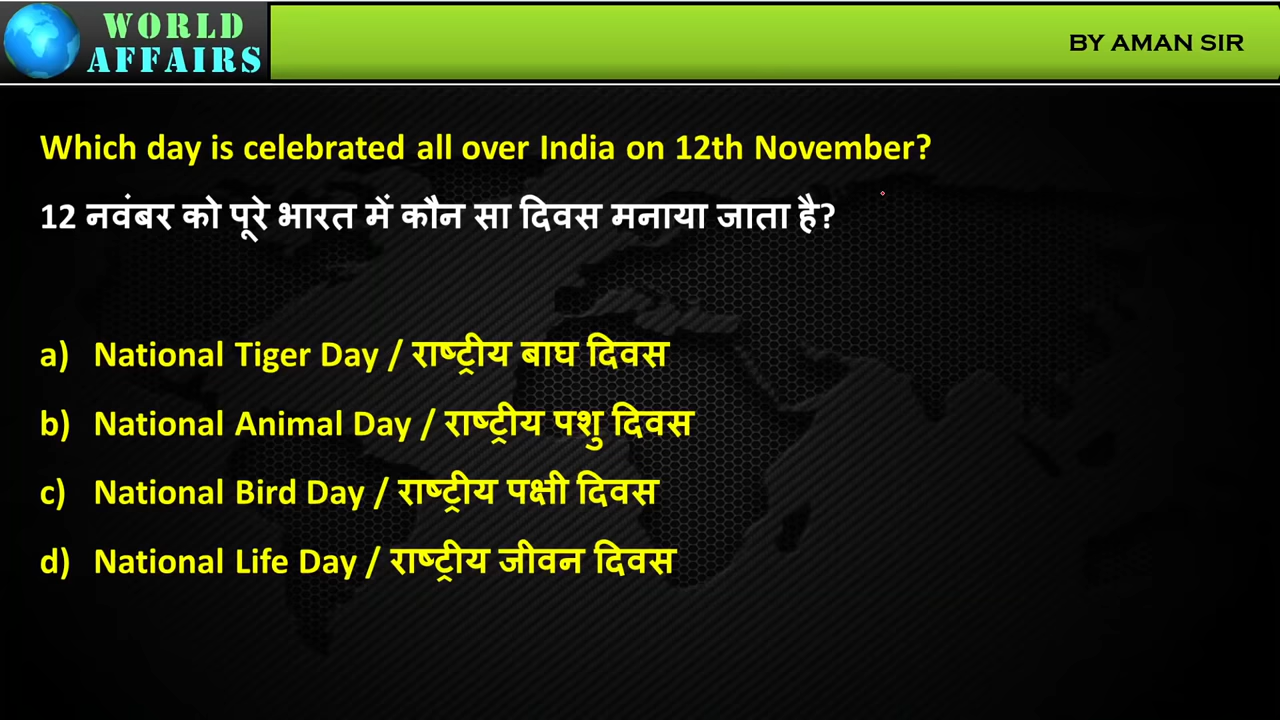 WORLD
AFFAIRS
BY AMAN SIR
Which day is celebrated all over India on 12th November?
12 नवंबर को पूरे भारत में कौन सा दिवस मनाया जाता है?
a) National Tiger Day / राष्ट्रीय बाघ दिवस
b) National Animal Day / राष्ट्रीय पशु दिवस
c) National Bird Day / राष्ट्रीय पक्षी दिवस
d) National Life Day / राष्ट्रीय जीवन दिवस